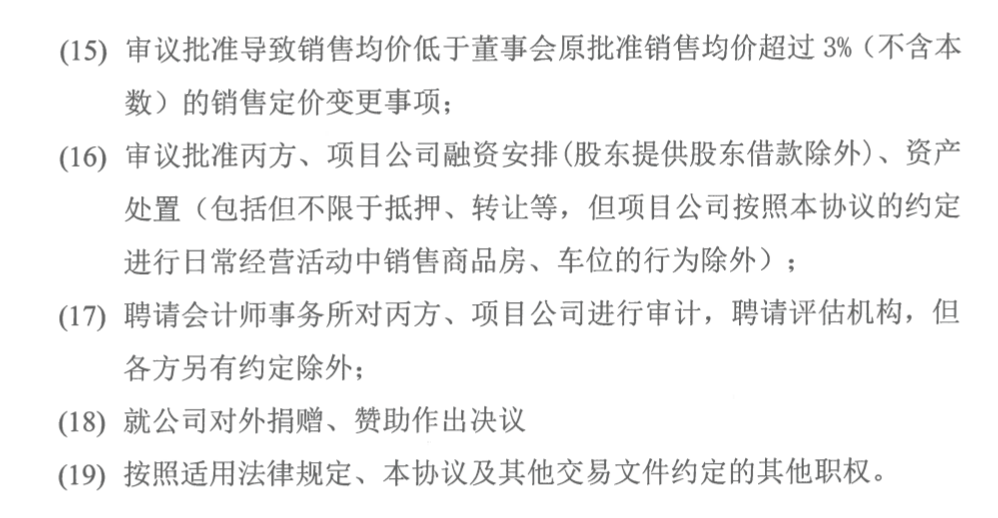 (15) 审议批准导致销售均价低于董事会原批准销售均价超过 3%（不含本
数）的销售定价变更事项；
(16) 审议批准丙方、项目公司融资安排(股东提供股东借款除外)、资产
处置（包括但不限于抵押、转让等，但项目公司按照本协议的约定
进行日常经营活动中销售商品房、车位的行为除外）；
(17) 聘请会计师事务所对丙方、项目公司进行审计，聘请评估机构，但
各方另有约定除外；
(18) 就公司对外捐赠、赞助作出决议
(19) 按照适用法律规定、本协议及其他交易文件约定的其他职权。